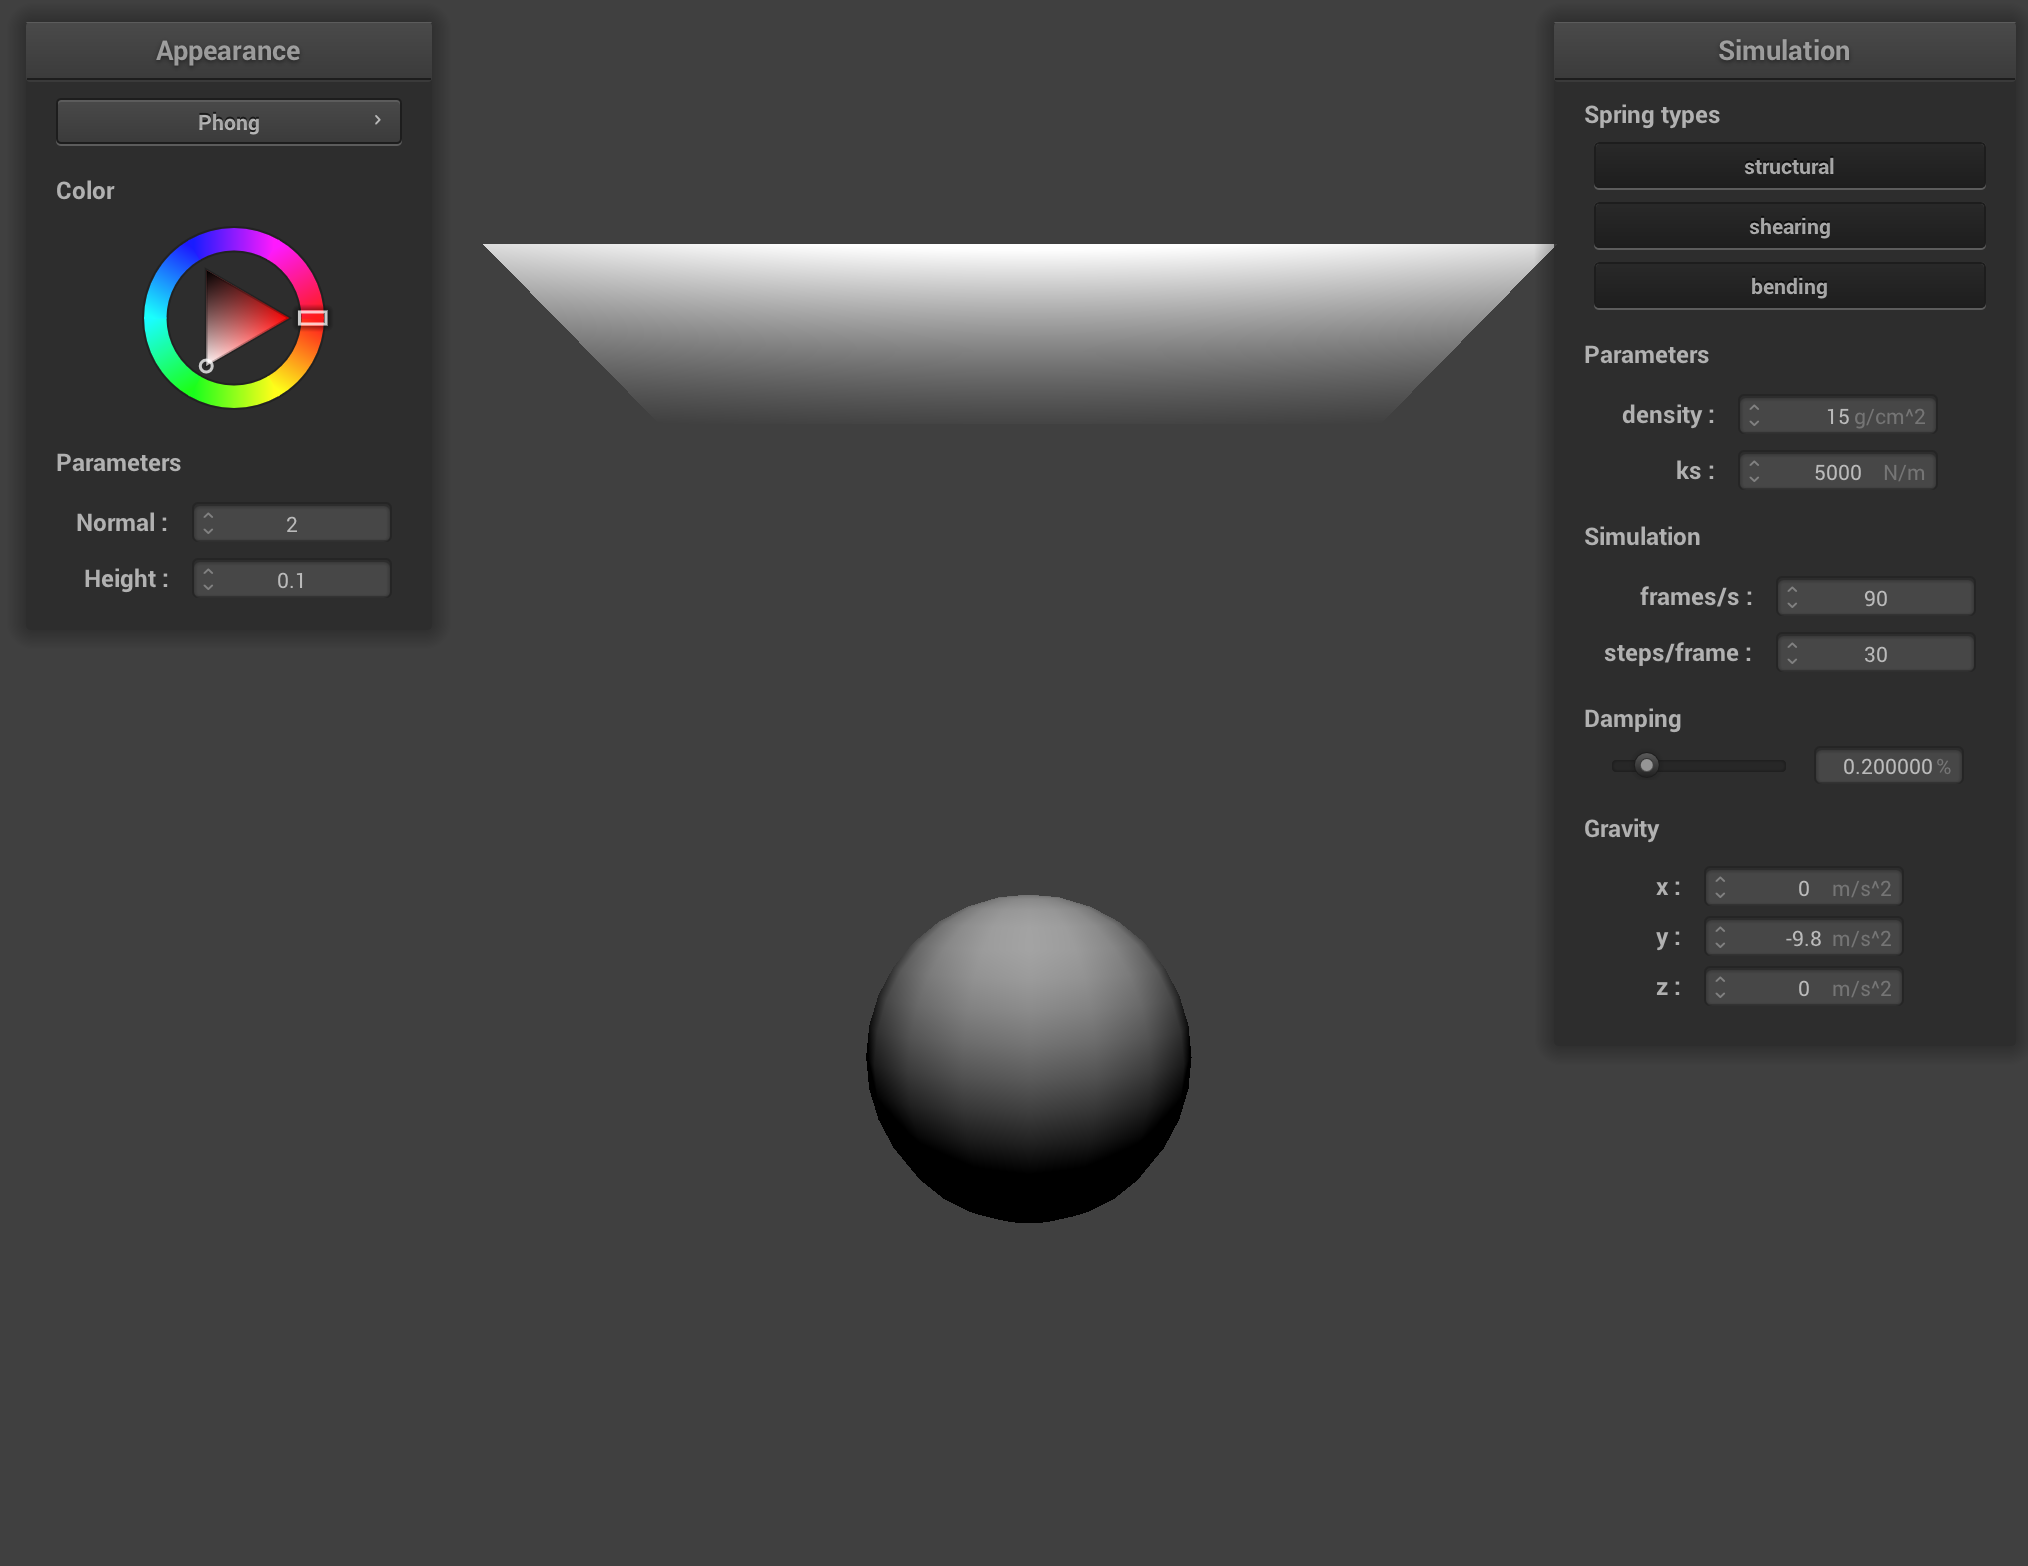 Appearance
Phong
Color
Parameters
Normal : 2
Height : 0.1
Simulation
Spring types
structural
shearing
bending
Parameters
density : 15 g/cm^2
ks : 5000 N/m
Simulation
frames/s : 90
steps/frame : 30
Damping
0.200000 %
Gravity
x : 0 m/s^2
y : -9.8 m/s^2
z : 0 m/s^2